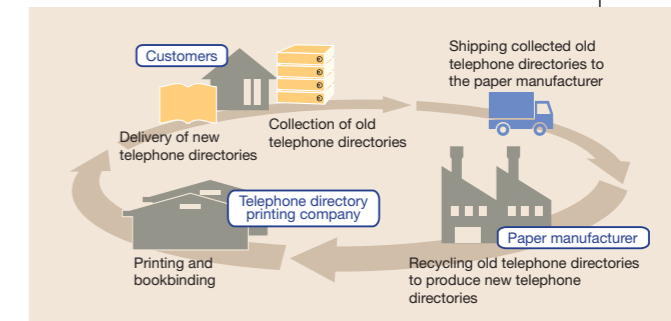 Customers
Delivery of new
telephone directories
Collection of old
telephone directories
Shipping collected old
telephone directories to
the paper manufacturer
Paper manufacturer
Recycling old telephone directories
to produce new telephone
directories
Telephone directory
printing company
Printing and
bookbinding